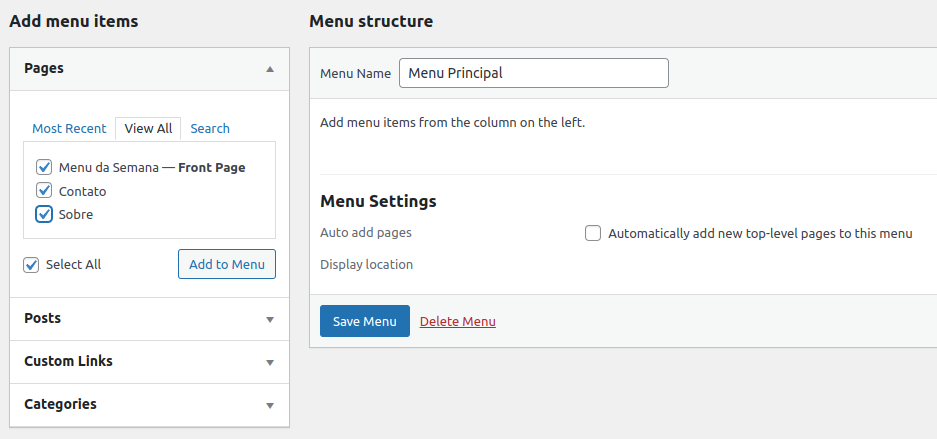 Add menu items
Pages
Most Recent View All Search
Menu da Semana — Front Page
Contato
Sobre
Select All Add to Menu
Posts
Custom Links
Categories
Menu structure
Menu Name Menu Principal
Add menu items from the column on the left.
Menu Settings
Auto add pages Automatically add new top-level pages to this menu
Display location
Save Menu Delete Menu